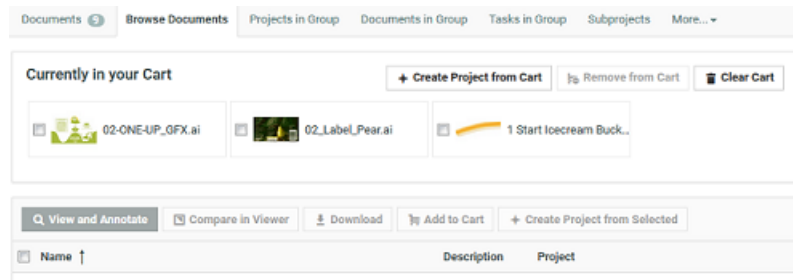 Documents 9 Browse Documents Projects in Group Documents in Group Tasks in Group Subprojects More...
Currently in your Cart
Create Project from Cart Remove from Cart Clear Cart
02-ONE-UP_GFX.ai 02_Label_Pear.ai 1 Start Icecream Buck...
View and Annotate Compare in Viewer Download Add to Cart + Create Project from Selected
Name ↑ Description Project